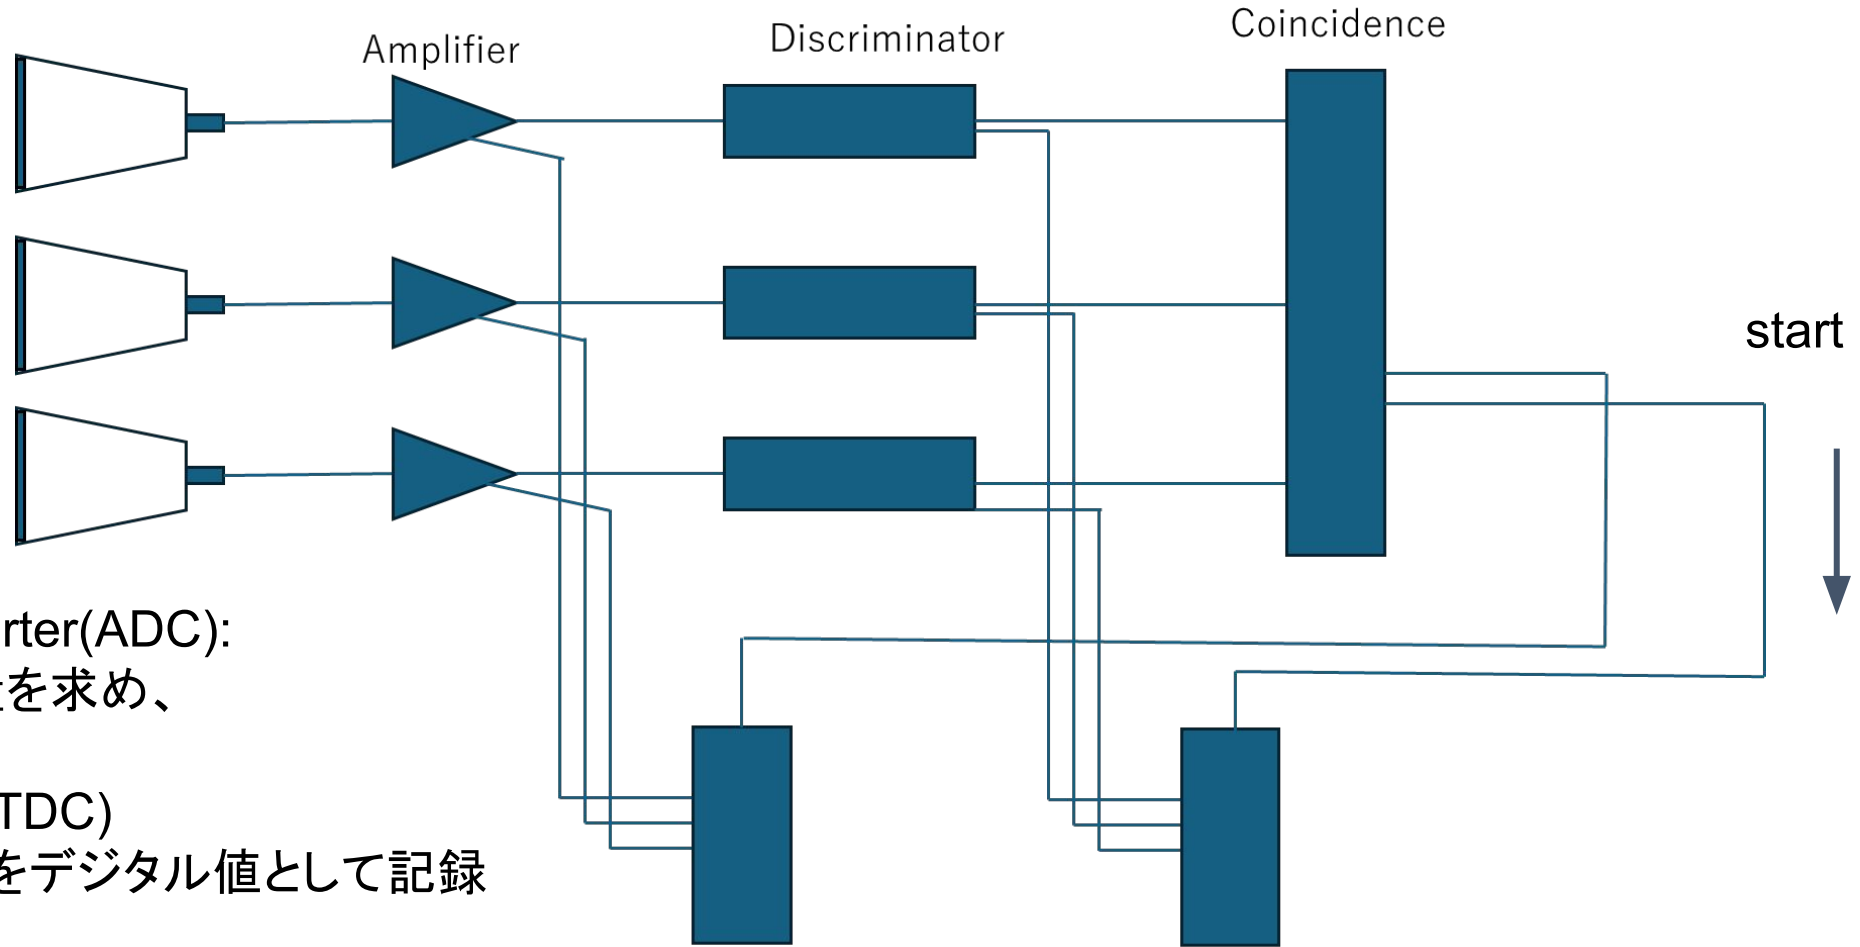 Amplifier
Discriminator
Coincidence
start
rter(ADC):
を求め、
TDC)
をデジタル値として記録